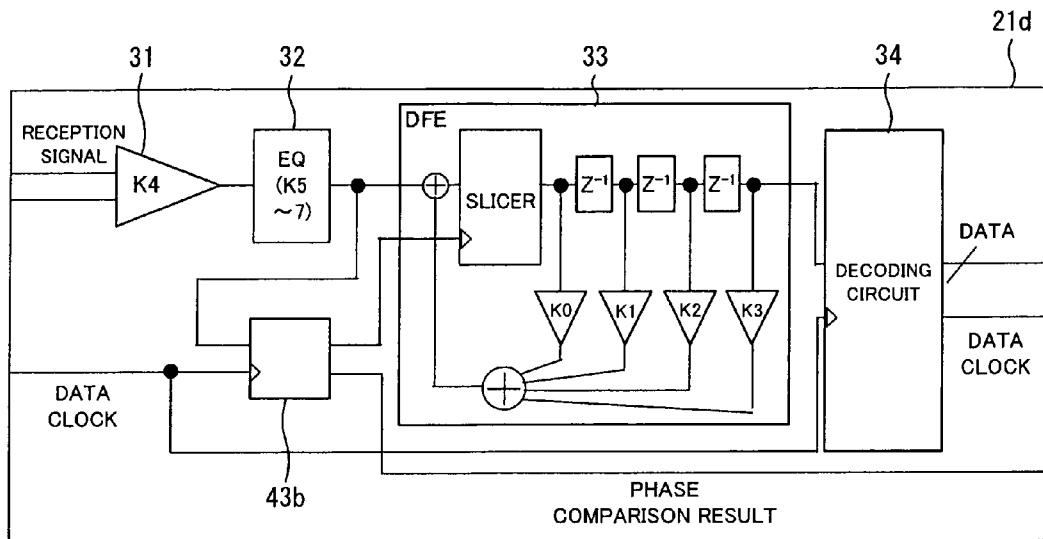 21d
31
32
33
34
RECEPTION
SIGNAL
K4
EQ
(K5
～7)
DFE
SLICER
Z⁻¹
Z⁻¹
Z⁻¹
K0
K1
K2
K3
DECODING
CIRCUIT
DATA
DATA
CLOCK
DATA
CLOCK
43b
PHASE
COMPARISON RESULT